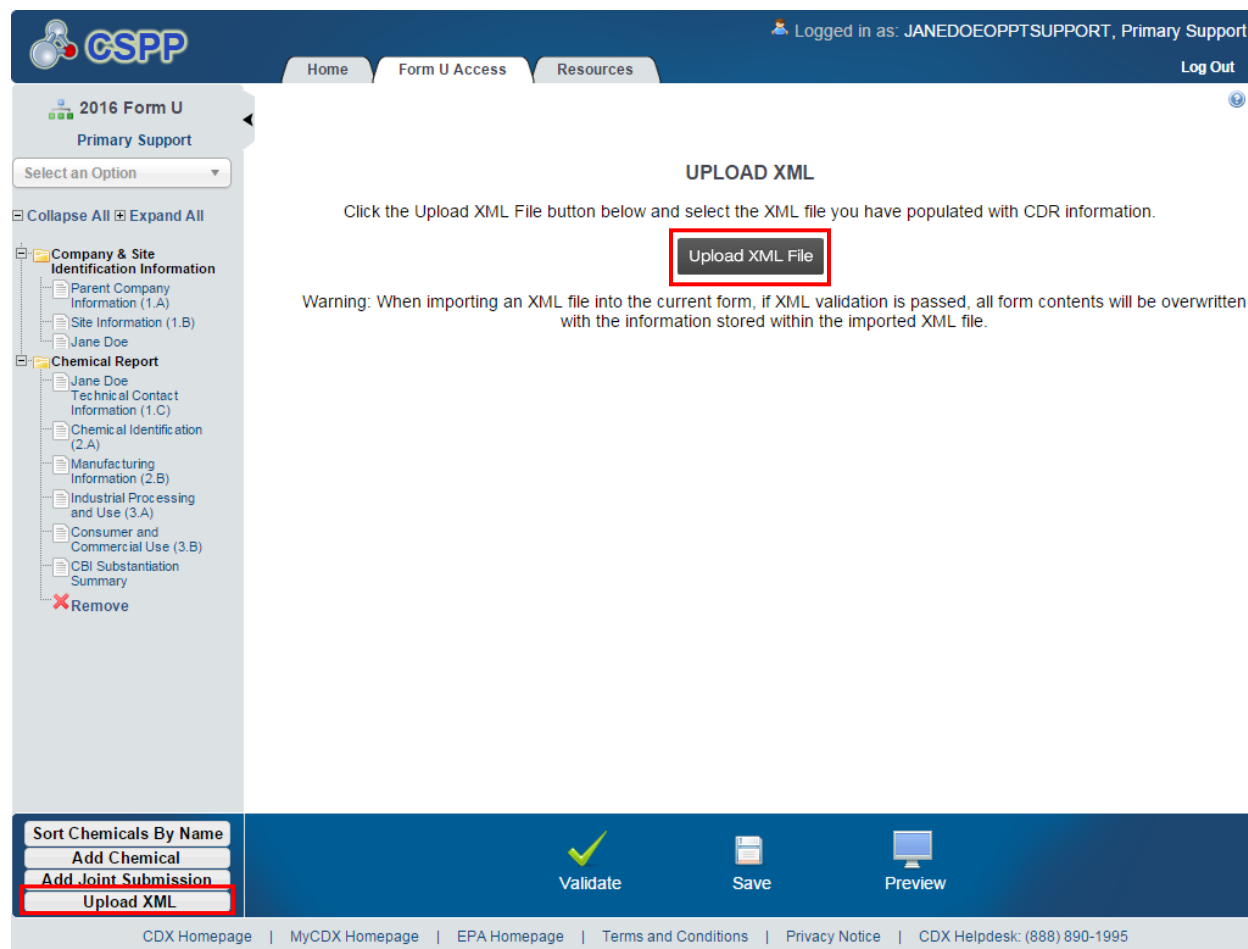 CSPP
Logged in as: JANEDOEOPPTSUPPORT, Primary Support
Home Form U Access Resources
Log Out
2016 Form U
Primary Support
Select an Option
Collapse All Expand All
Company & Site
Identification Information
Parent Company
Information (1.A)
Site Information (1.B)
Jane Doe
Chemical Report
Jane Doe
Technical Contact
Information (1.C)
Chemical Identification
(2.A)
Manufacturing
Information (2.B)
Industrial Processing
and Use (3.A)
Consumer and
Commercial Use (3.B)
CBI Substantiation
Summary
Remove
UPLOAD XML
Click the Upload XML File button below and select the XML file you have populated with CDR information.
Upload XML File
Warning: When importing an XML file into the current form, if XML validation is passed, all form contents will be overwritten
with the information stored within the imported XML file.
Sort Chemicals By Name
Add Chemical
Add Joint Submission
Upload XML
Validate Save Preview
CDX Homepage | MyCDX Homepage | EPA Homepage | Terms and Conditions | Privacy Notice | CDX Helpdesk: (888) 890-1995